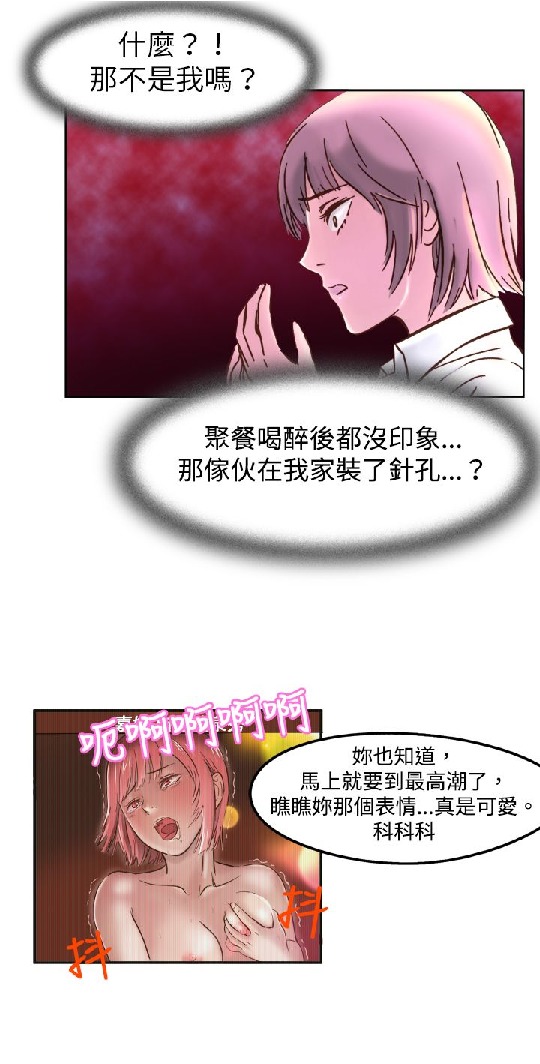 什麼？！
那不是我嗎？
聚餐喝醉後都沒印象...
那傢伙在我家裝了針孔...？
呃啊啊啊啊
妳也知道，
馬上就要到最高潮了，
瞧瞧妳那個表情...真是可愛。
科科科
抖
抖